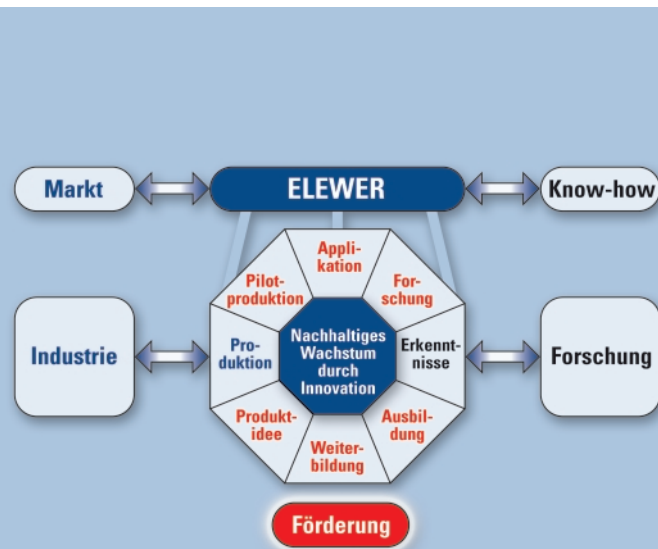 Markt
ELEWER
Know-how
Appli-
kation
Pilot-
produktion
For-
schung
Industrie
Pro-
duktion
Nachhaltiges
Wachstum
durch
Innovation
Erkennt-
nisse
Forschung
Produkt-
idee
Weiter-
bildung
Ausbil-
dung
Förderung